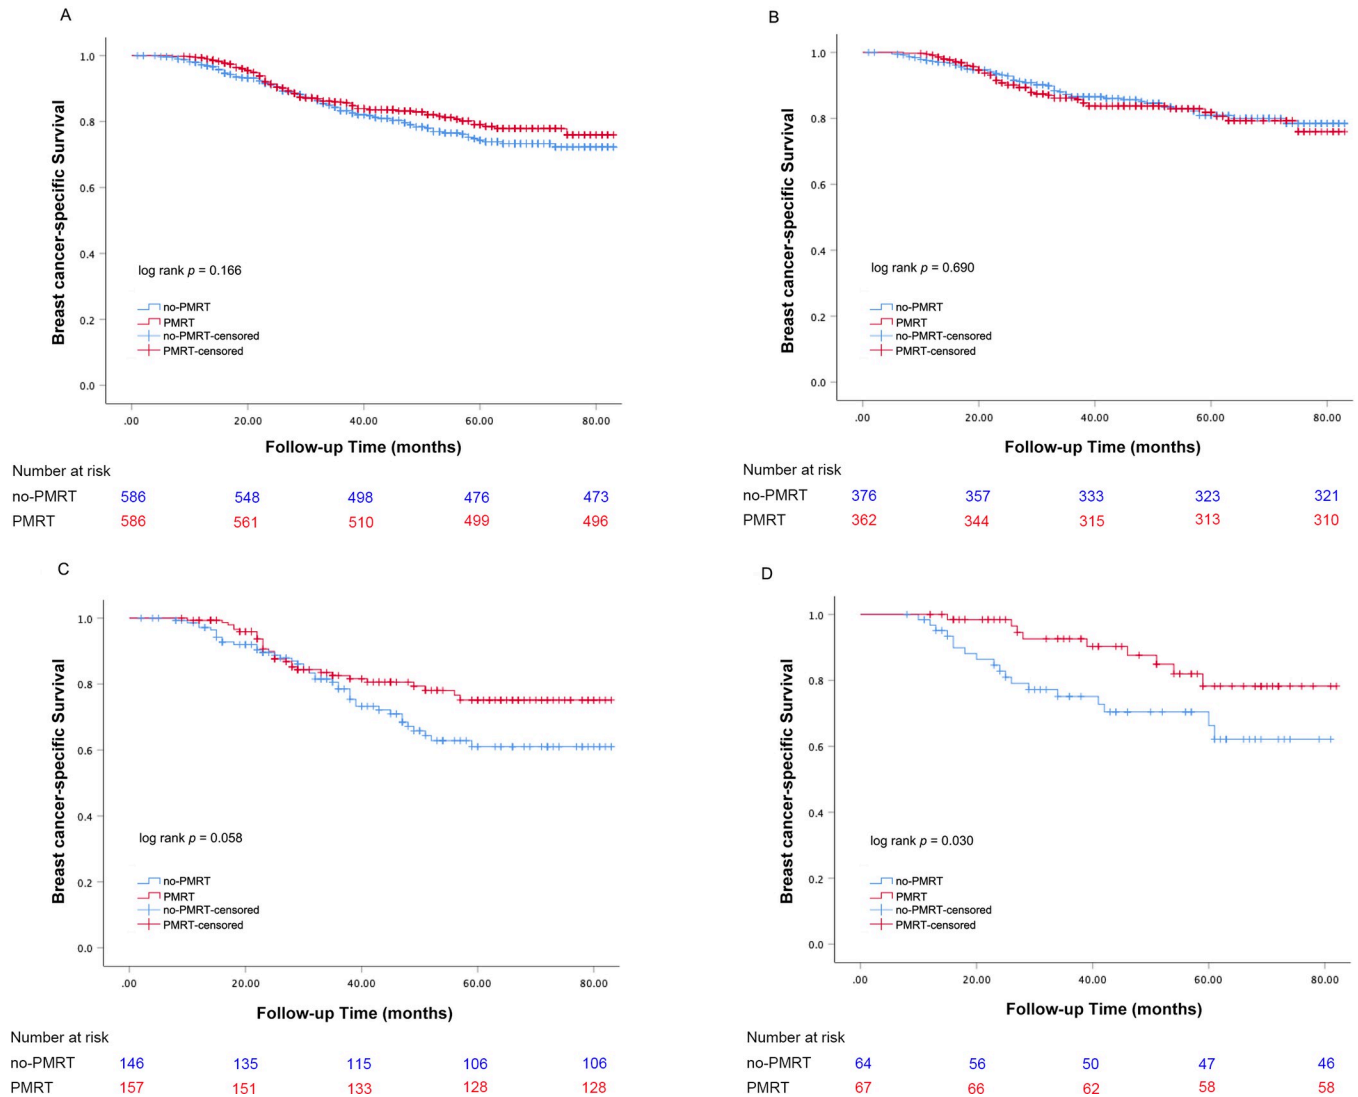 A
Breast cancer-specific Survival
1.0
0.8
0.6
0.4
0.2
0.0
log rank p = 0.166
no-PMRT
PMRT
no-PMRT-censored
PMRT-censored
.00 20.00 40.00 60.00 80.00
Follow-up Time (months)
Number at risk
no-PMRT 586 548 498 476 473
PMRT 586 561 510 499 496
B
Breast cancer-specific Survival
1.0
0.8
0.6
0.4
0.2
0.0
log rank p = 0.690
no-PMRT
PMRT
no-PMRT-censored
PMRT-censored
.00 20.00 40.00 60.00 80.00
Follow-up Time (months)
Number at risk
no-PMRT 376 357 333 323 321
PMRT 362 344 315 313 310
C
Breast cancer-specific Survival
1.0
0.8
0.6
0.4
0.2
0.0
log rank p = 0.058
no-PMRT
PMRT
no-PMRT-censored
PMRT-censored
.00 20.00 40.00 60.00 80.00
Follow-up Time (months)
Number at risk
no-PMRT 146 135 115 106 106
PMRT 157 151 133 128 128
D
Breast cancer-specific Survival
1.0
0.8
0.6
0.4
0.2
0.0
log rank p = 0.030
no-PMRT
PMRT
no-PMRT-censored
PMRT-censored
.00 20.00 40.00 60.00 80.00
Follow-up Time (months)
Number at risk
no-PMRT 64 56 50 47 46
PMRT 67 66 62 58 58